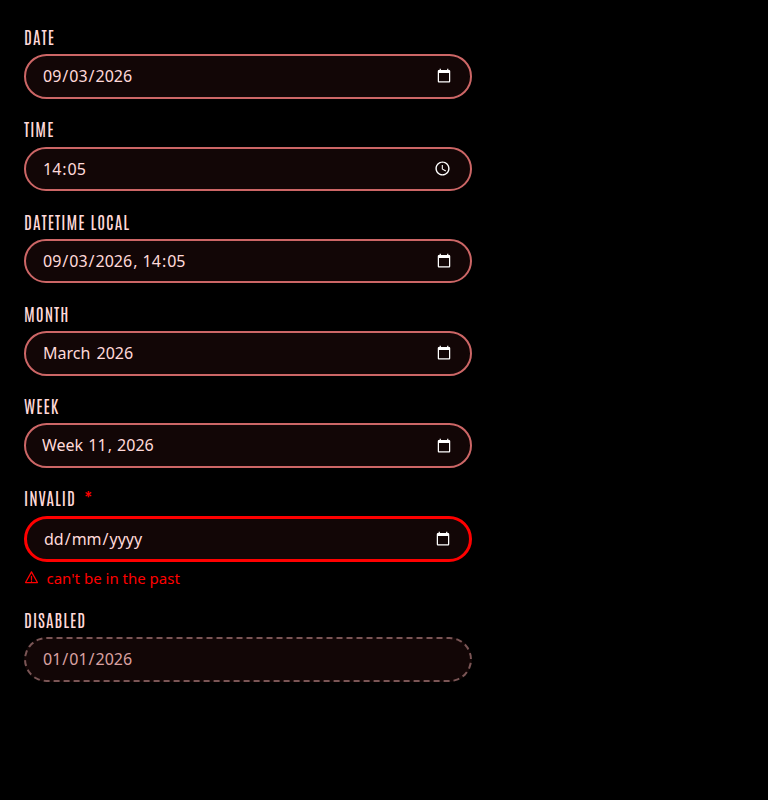 DATE
09/03/2026
TIME
14:05
DATETIME LOCAL
09/03/2026, 14:05
MONTH
March 2026
WEEK
Week 11, 2026
INVALID *
dd/mm/yyyy
can't be in the past
DISABLED
01/01/2026